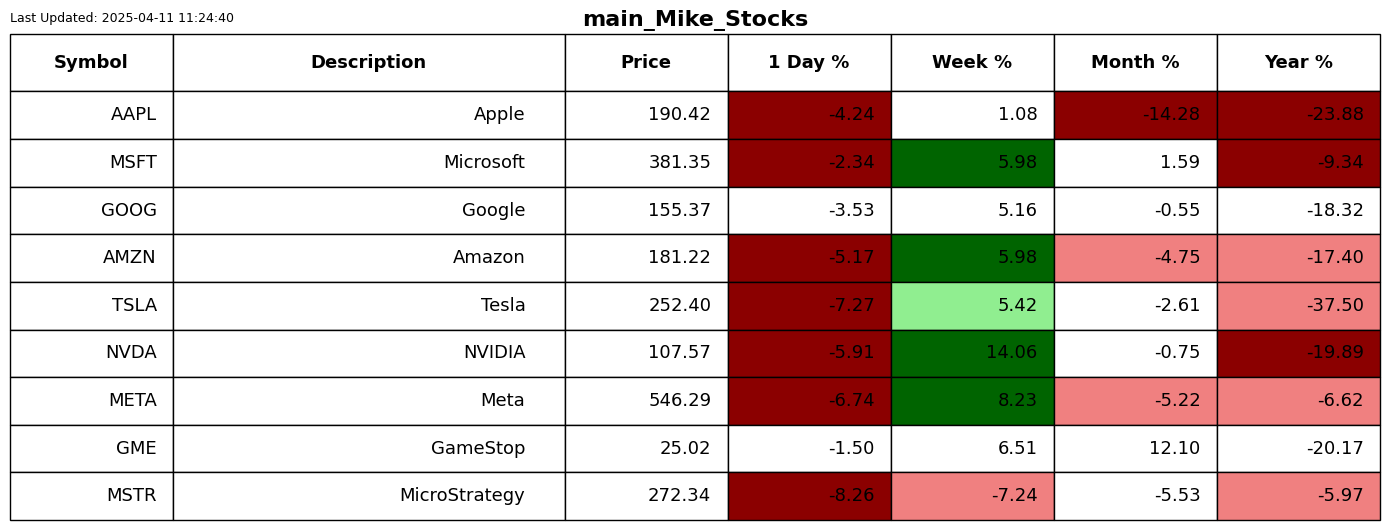 Last Updated: 2025-04-11 11:24:40
main_Mike_Stocks
Symbol Description Price 1 Day % Week % Month % Year %
AAPL Apple 190.42 -4.24 1.08 -14.28 -23.88
MSFT Microsoft 381.35 -2.34 5.98 1.59 -9.34
GOOG Google 155.37 -3.53 5.16 -0.55 -18.32
AMZN Amazon 181.22 -5.17 5.98 -4.75 -17.40
TSLA Tesla 252.40 -7.27 5.42 -2.61 -37.50
NVDA NVIDIA 107.57 -5.91 14.06 -0.75 -19.89
META Meta 546.29 -6.74 8.23 -5.22 -6.62
GME GameStop 25.02 -1.50 6.51 12.10 -20.17
MSTR MicroStrategy 272.34 -8.26 -7.24 -5.53 -5.97